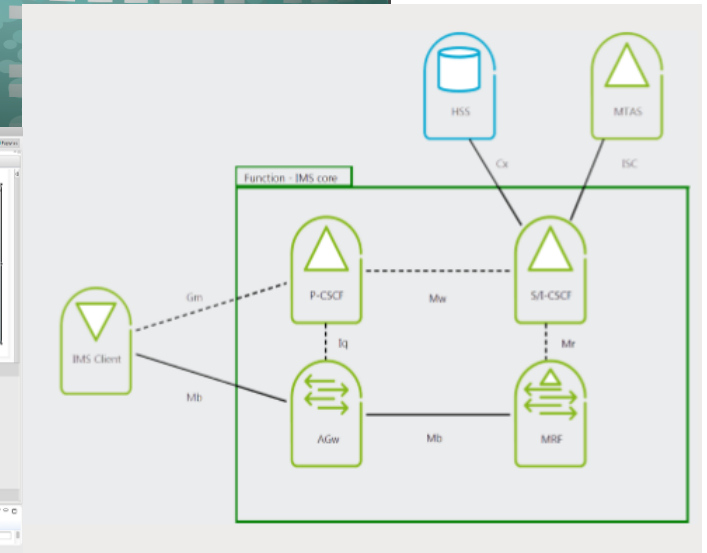 HSS
MTAS
Cx
ISC
Function - IMS core
P-CSCF
S/I-CSCF
Gm
Mw
IMS Client
Iq
Mr
Mb
AGw
Mb
MRF